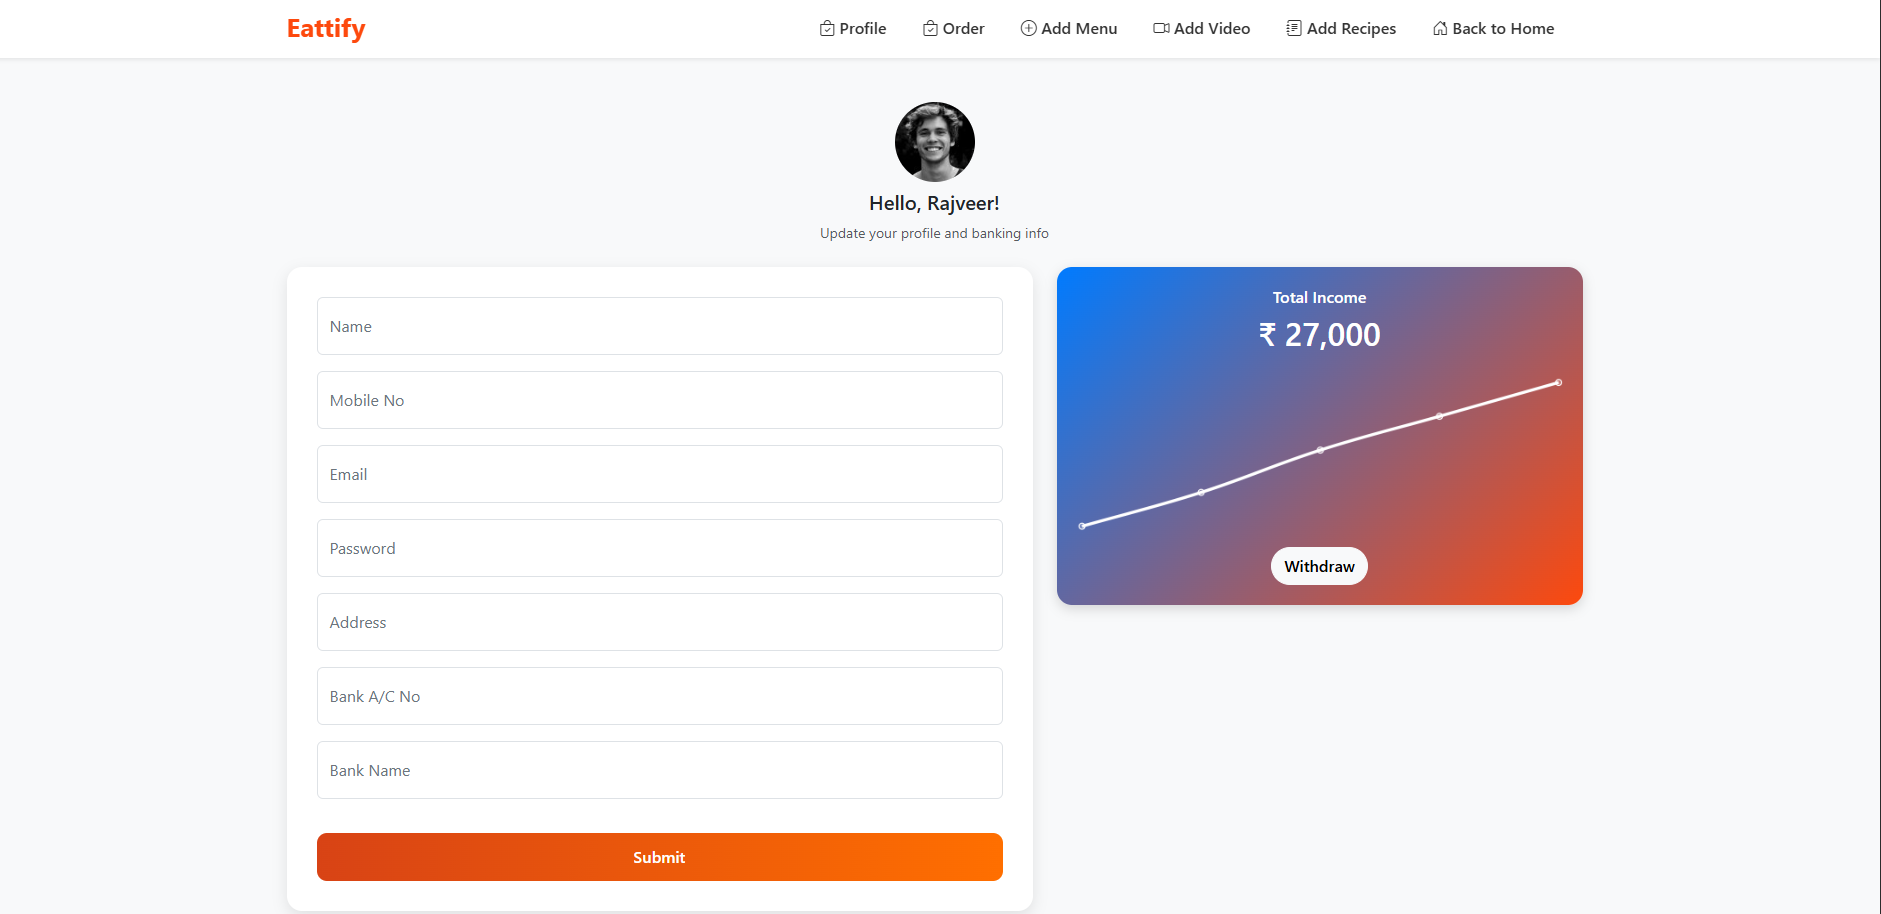 Eattify
Profile
Order
Add Menu
Add Video
Add Recipes
Back to Home
Hello, Rajveer!
Update your profile and banking info
Name
Mobile No
Email
Password
Address
Bank A/C No
Bank Name
Submit
Total Income
₹ 27,000
Withdraw